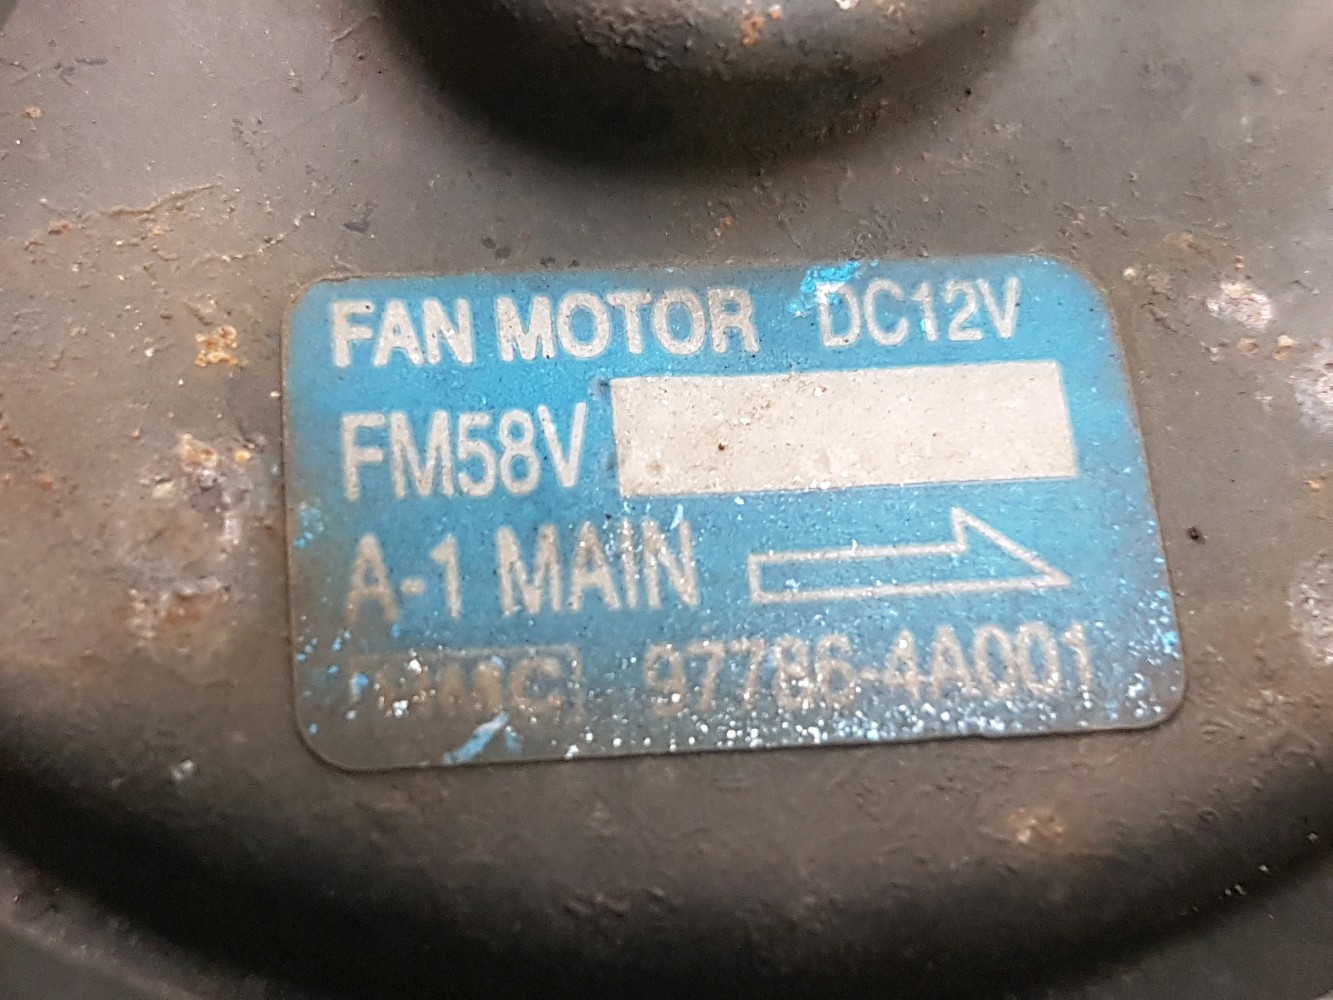 FAN MOTOR DC12V
FM58V
A-1 MAIN
97786-4A001